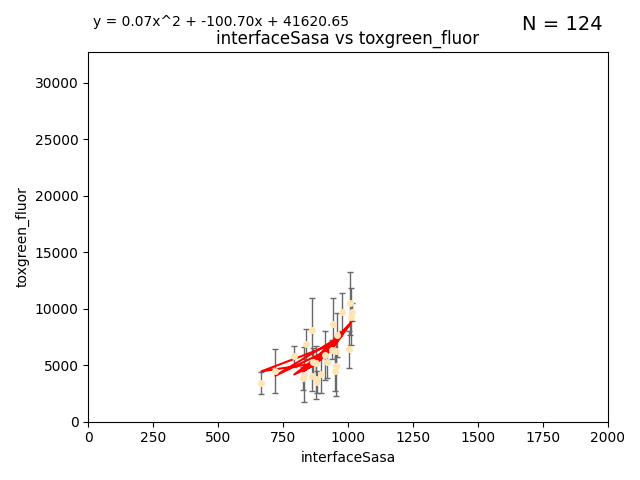 y = 0.07x^2 + -100.70x + 41620.65
N = 124
interfaceSasa vs toxgreen_fluor
30000
25000
20000
15000
10000
5000
0
toxgreen_fluor
0 250 500 750 1000 1250 1500 1750 2000
interfaceSasa